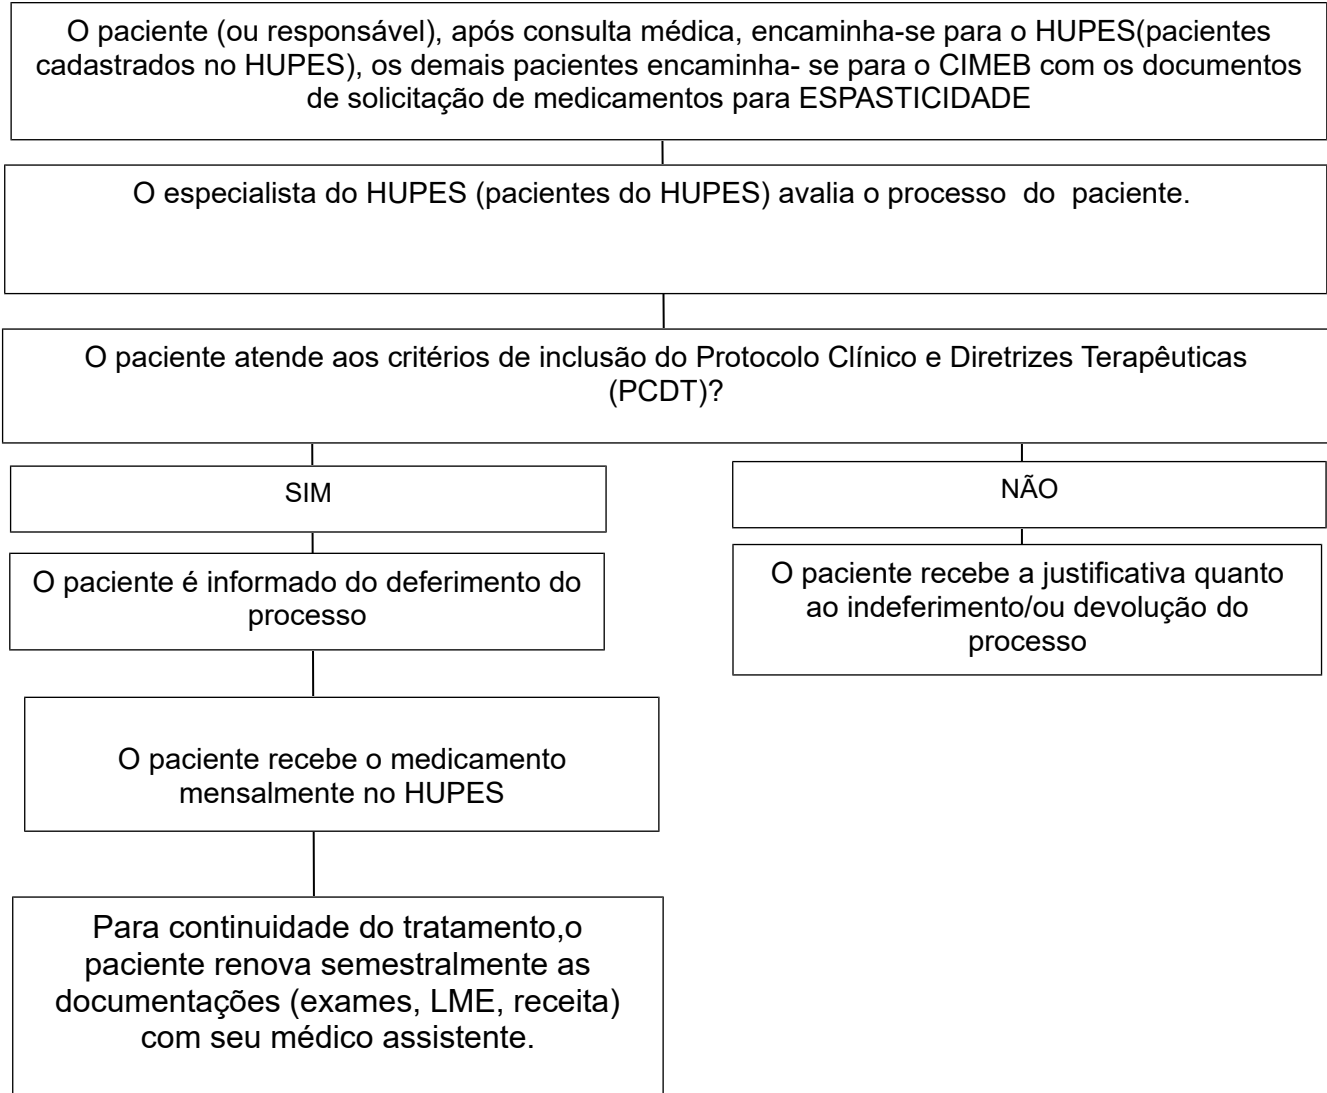 O paciente (ou responsável), após consulta médica, encaminha-se para o HUPES(pacientes
cadastrados no HUPES), os demais pacientes encaminha- se para o CIMEB com os documentos
de solicitação de medicamentos para ESPASTICIDADE
O especialista do HUPES (pacientes do HUPES) avalia o processo do paciente.
O paciente atende aos critérios de inclusão do Protocolo Clínico e Diretrizes Terapêuticas
(PCDT)?
SIM
NÃO
O paciente é informado do deferimento do
processo
O paciente recebe a justificativa quanto
ao indeferimento/ou devolução do
processo
O paciente recebe o medicamento
mensalmente no HUPES
Para continuidade do tratamento,o
paciente renova semestralmente as
documentações (exames, LME, receita)
com seu médico assistente.